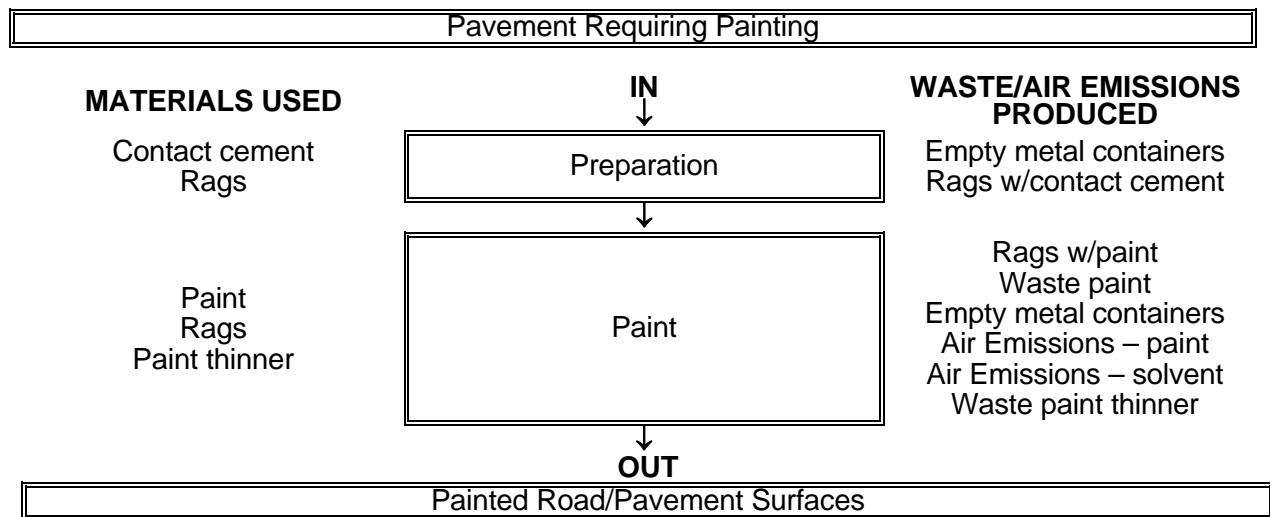 Pavement Requiring Painting
MATERIALS USED
IN
↓
WASTE/AIR EMISSIONS
PRODUCED
Contact cement
Rags
Preparation
Empty metal containers
Rags w/contact cement
↓
Paint
Rags
Paint thinner
Paint
Rags w/paint
Waste paint
Empty metal containers
Air Emissions – paint
Air Emissions – solvent
Waste paint thinner
↓
OUT
Painted Road/Pavement Surfaces